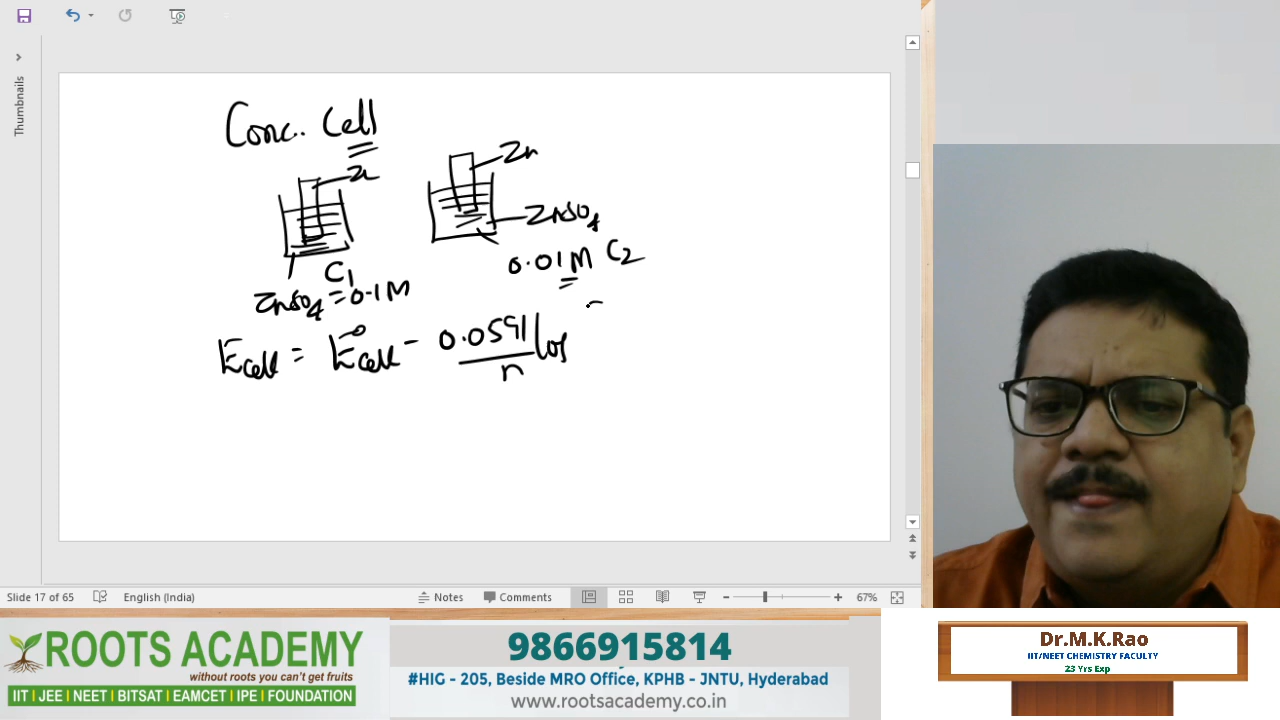 Thumbnails
Conc. Cell
Zn
Zn
ZnSO4
0.01M C2
C1
ZnSO4 = 0.1M
Ecell = E°cell - 0.0591 log
n
Slide 17 of 65
English (India)
Notes
Comments
67%
ROOTS ACADEMY
without roots you can't get fruits
IIT I JEE I NEET I BITSAT I EAMCET I IPE I FOUNDATION
9866915814
#HIG - 205, Beside MRO Office, KPHB - JNTU, Hyderabad
www.rootsacademy.co.in
Dr.M.K.Rao
IIT/NEET CHEMISTRY FACULTY
23 Yrs Exp